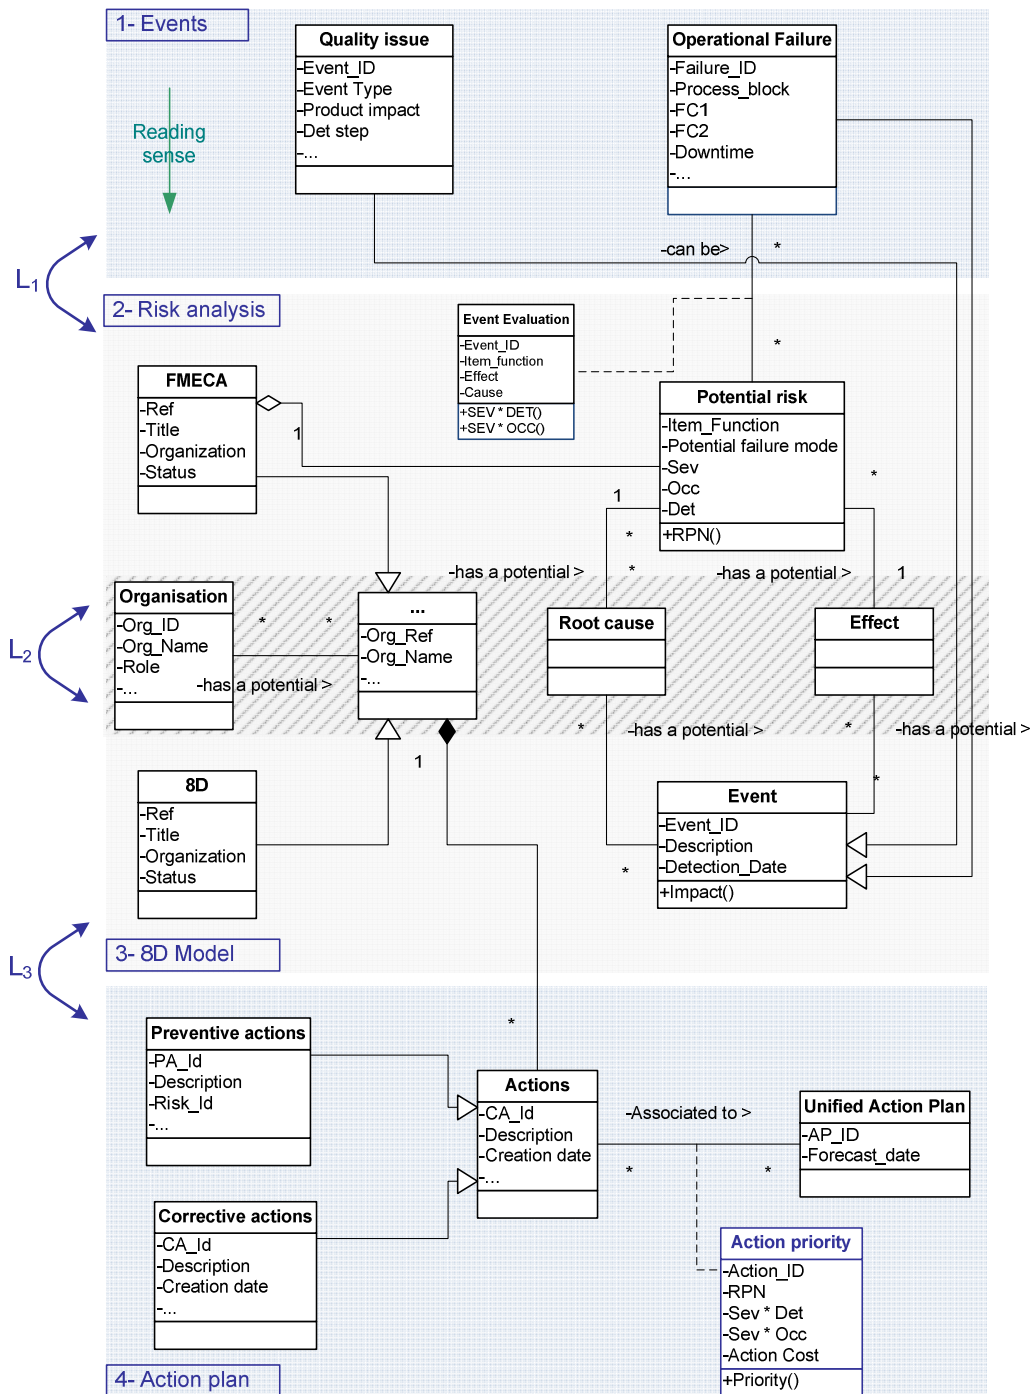 1- Events
Quality issue
-Event_ID
-Event Type
-Product impact
-Det step
-...
Operational Failure
-Failure_ID
-Process_block
-FC1
-FC2
-Downtime
-...
Reading
sense
-can be>
*
L1
2- Risk analysis
Event Evaluation
-Event_ID
-Item_function
-Effect
-Cause
+SEV * DET()
+SEV * OCC()
*
FMECA
-Ref
-Title
-Organization
-Status
1
Potential risk
-Item_Function
-Potential failure mode
-Sev
-Occ
-Det
+RPN()
*
1
*
*
-has a potential >
-has a potential >
1
L2
Organisation
-Org_ID
-Org_Name
-Role
-...
*
*
-has a potential >
...
-Org_Ref
-Org_Name
-...
Root cause
Effect
*
-has a potential >
*
-has a potential >
1
8D
-Ref
-Title
-Organization
-Status
*
Event
-Event_ID
-Description
-Detection_Date
+Impact()
*
L3
3- 8D Model
*
Preventive actions
-PA_Id
-Description
-Risk_Id
-...
Actions
-CA_Id
-Description
-Creation date
-...
-Associated to >
*
*
Unified Action Plan
-AP_ID
-Forecast_date
Corrective actions
-CA_Id
-Description
-Creation date
-...
Action priority
-Action_ID
-RPN
-Sev * Det
-Sev * Occ
-Action Cost
+Priority()
4- Action plan